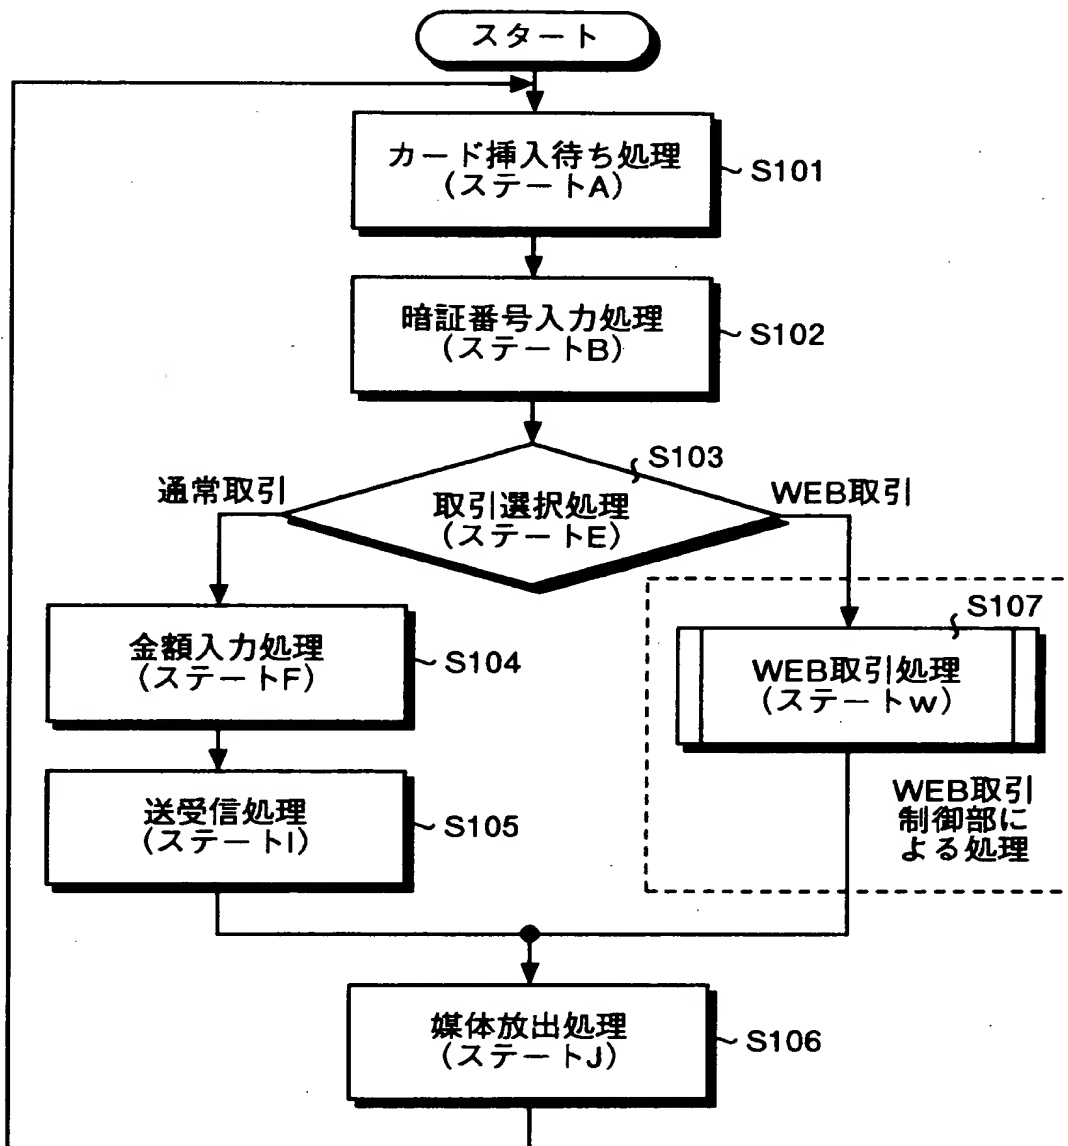 スタート
カード挿入待ち処理
(ステートA)
S101
暗証番号入力処理
(ステートB)
S102
S103
通常取引
取引選択処理
(ステートE)
WEB取引
S107
金額入力処理
(ステートF)
S104
WEB取引処理
(ステートw)
送受信処理
(ステートI)
S105
WEB取引
制御部に
よる処理
媒体放出処理
(ステートJ)
S106